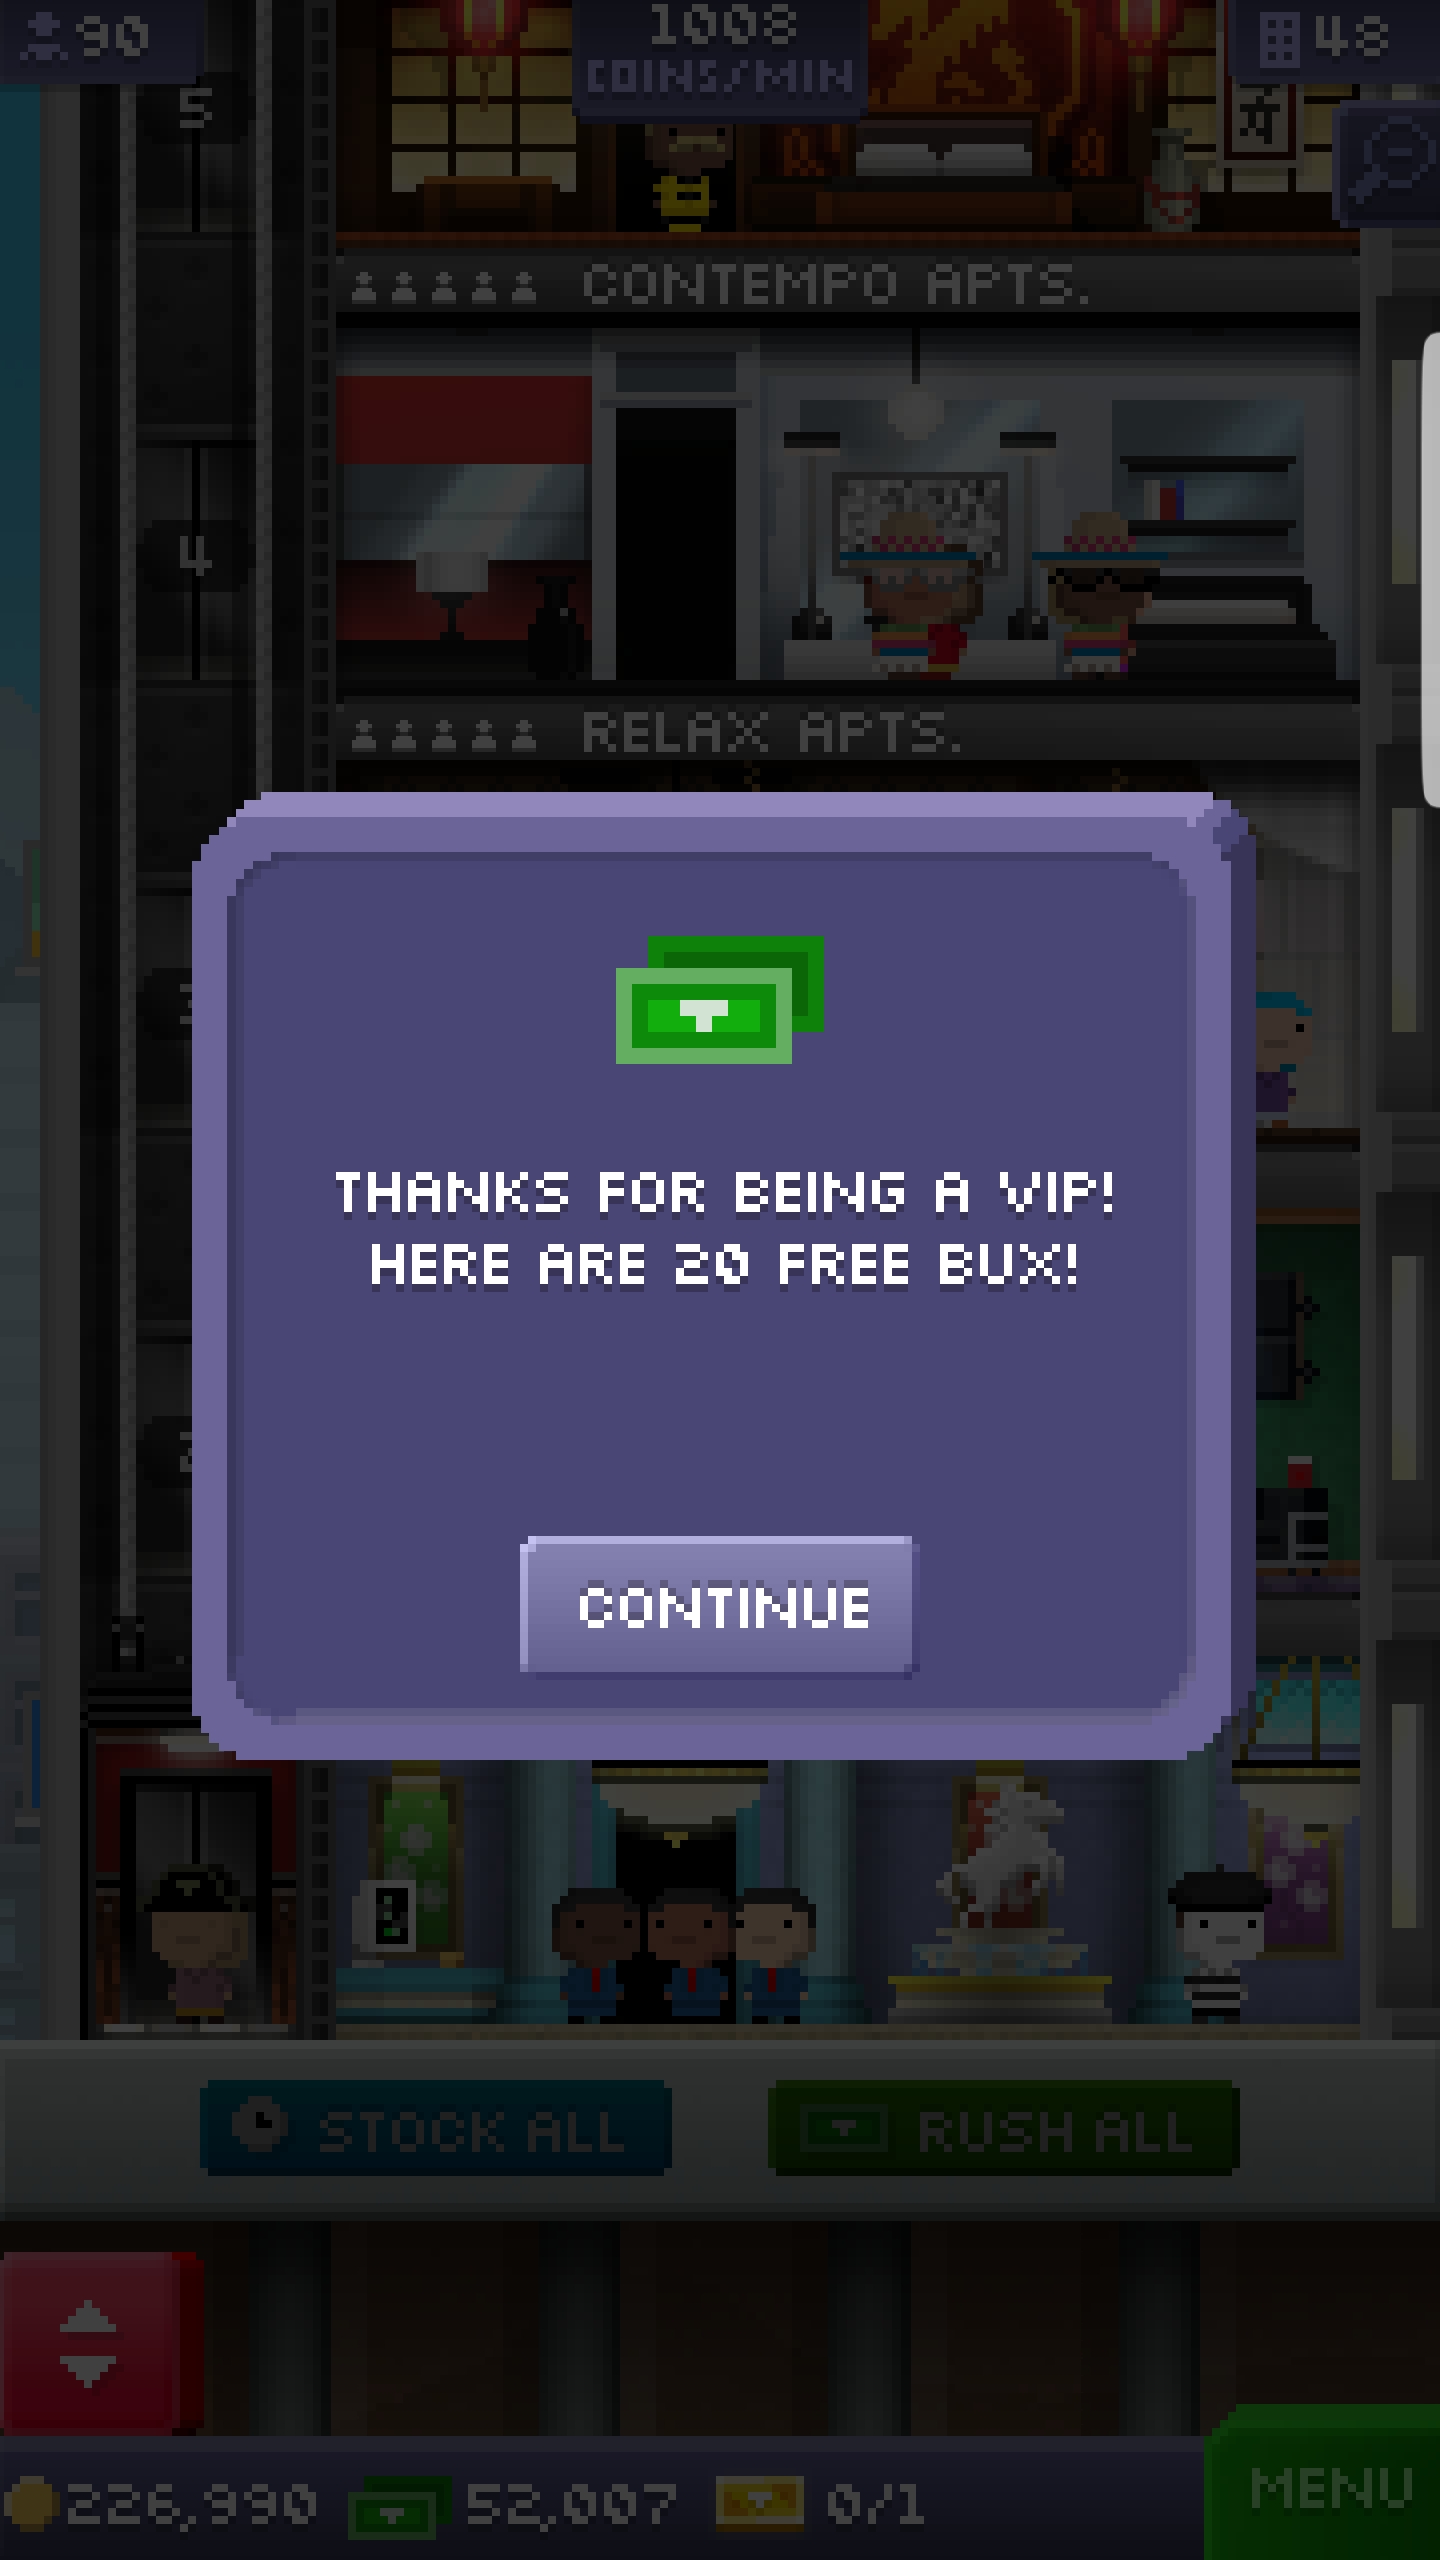 90
1008
COINS/MIN
48
5
CONTEMPO APTS.
4
RELAX APTS.
THANKS FOR BEING A VIP!
HERE ARE 20 FREE BUX!
CONTINUE
STOCK ALL
RUSH ALL
226,990
52,007
0/1
MENU